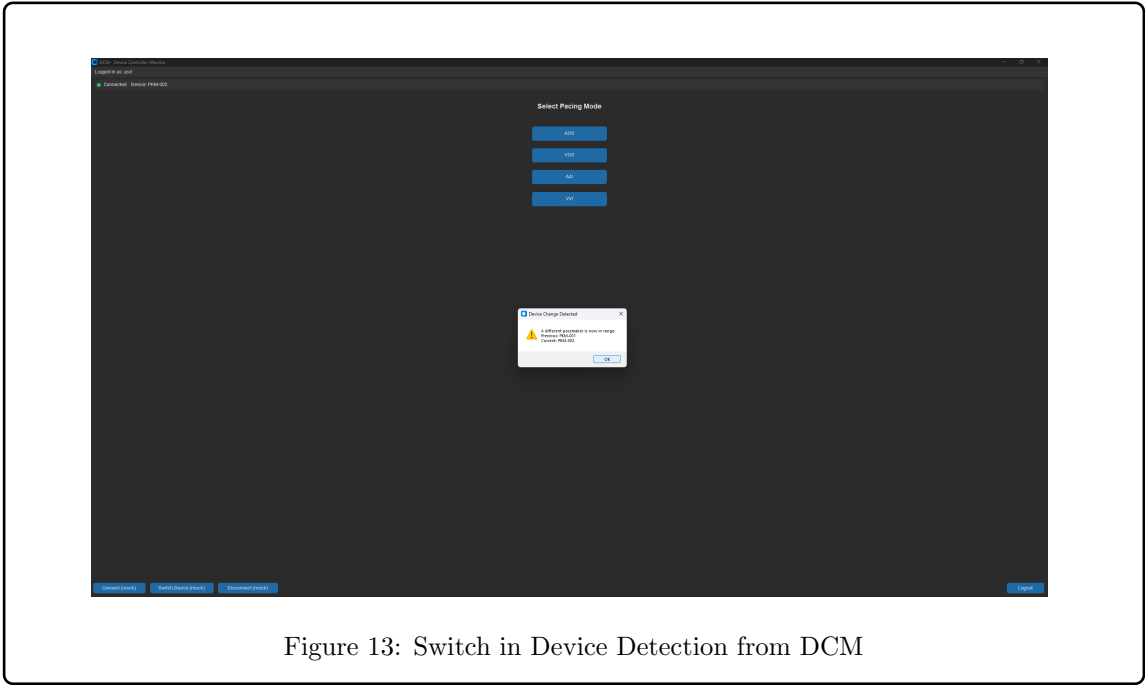 DCM - Device Controller Monitor
Logged in as: asd
Connected Device: PKM-002
Select Pacing Mode
AOO
VOO
AAI
VVI
Device Change Detected
A different pacemaker is now in range.
Previous: PKM-001
Current: PKM-002
OK
Connect (mock) Switch Device (mock) Disconnect (mock) Logout
Figure 13: Switch in Device Detection from DCM